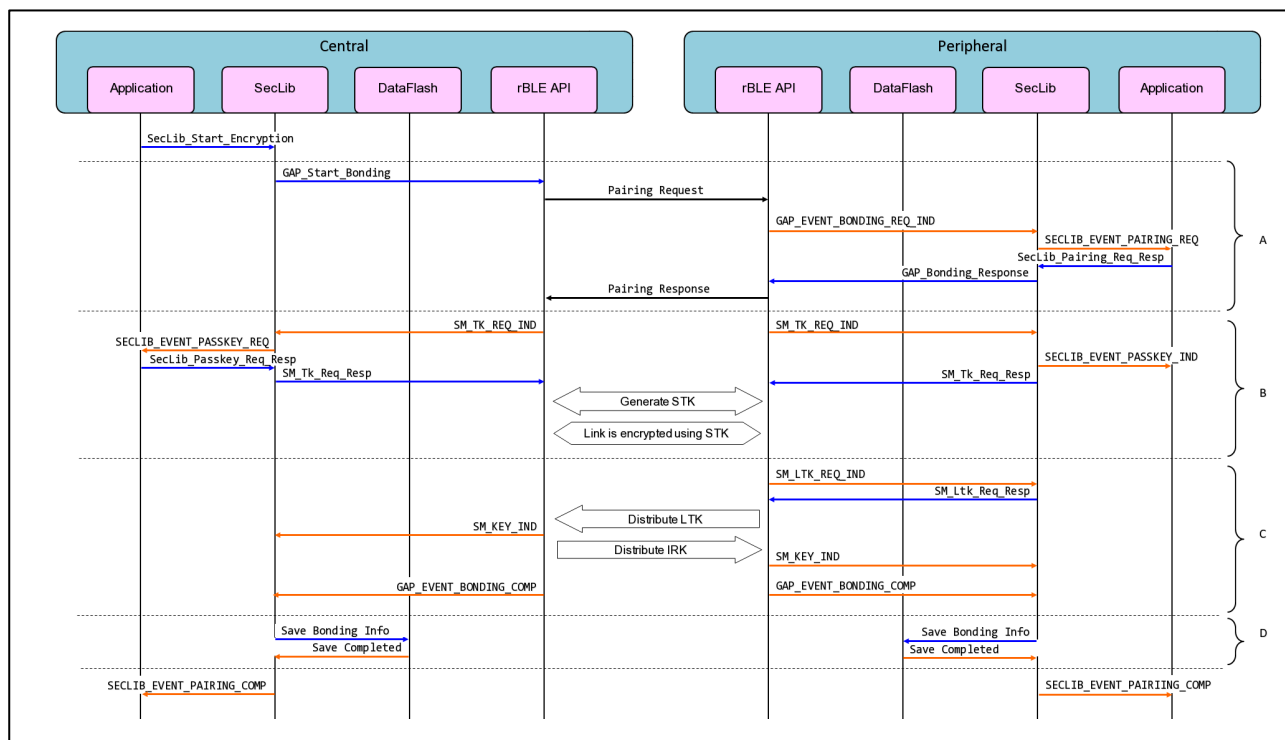 Central
Peripheral
Application
SecLib
DataFlash
rBLE API
rBLE API
DataFlash
SecLib
Application
SecLib_Start_Encryption
GAP_Start_Bonding
Pairing Request
GAP_EVENT_BONDING_REQ_IND
SECLIB_EVENT_PAIRING_REQ
A
SecLib_Pairing_Req_Resp
GAP_Bonding_Response
Pairing Response
SM_TK_REQ_IND
SM_TK_REQ_IND
SECLIB_EVENT_PASSKEY_REQ
SecLib_Passkey_Req_Resp
SECLIB_EVENT_PASSKEY_IND
SM_Tk_Req_Resp
SM_Tk_Req_Resp
B
Generate STK
Link is encrypted using STK
SM_LTK_REQ_IND
SM_Ltk_Req_Resp
Distribute LTK
SM_KEY_IND
C
Distribute IRK
SM_KEY_IND
GAP_EVENT_BONDING_COMP
GAP_EVENT_BONDING_COMP
Save Bonding Info
Save Bonding Info
D
Save Completed
Save Completed
SECLIB_EVENT_PAIRING_COMP
SECLIB_EVENT_PAIRIING_COMP